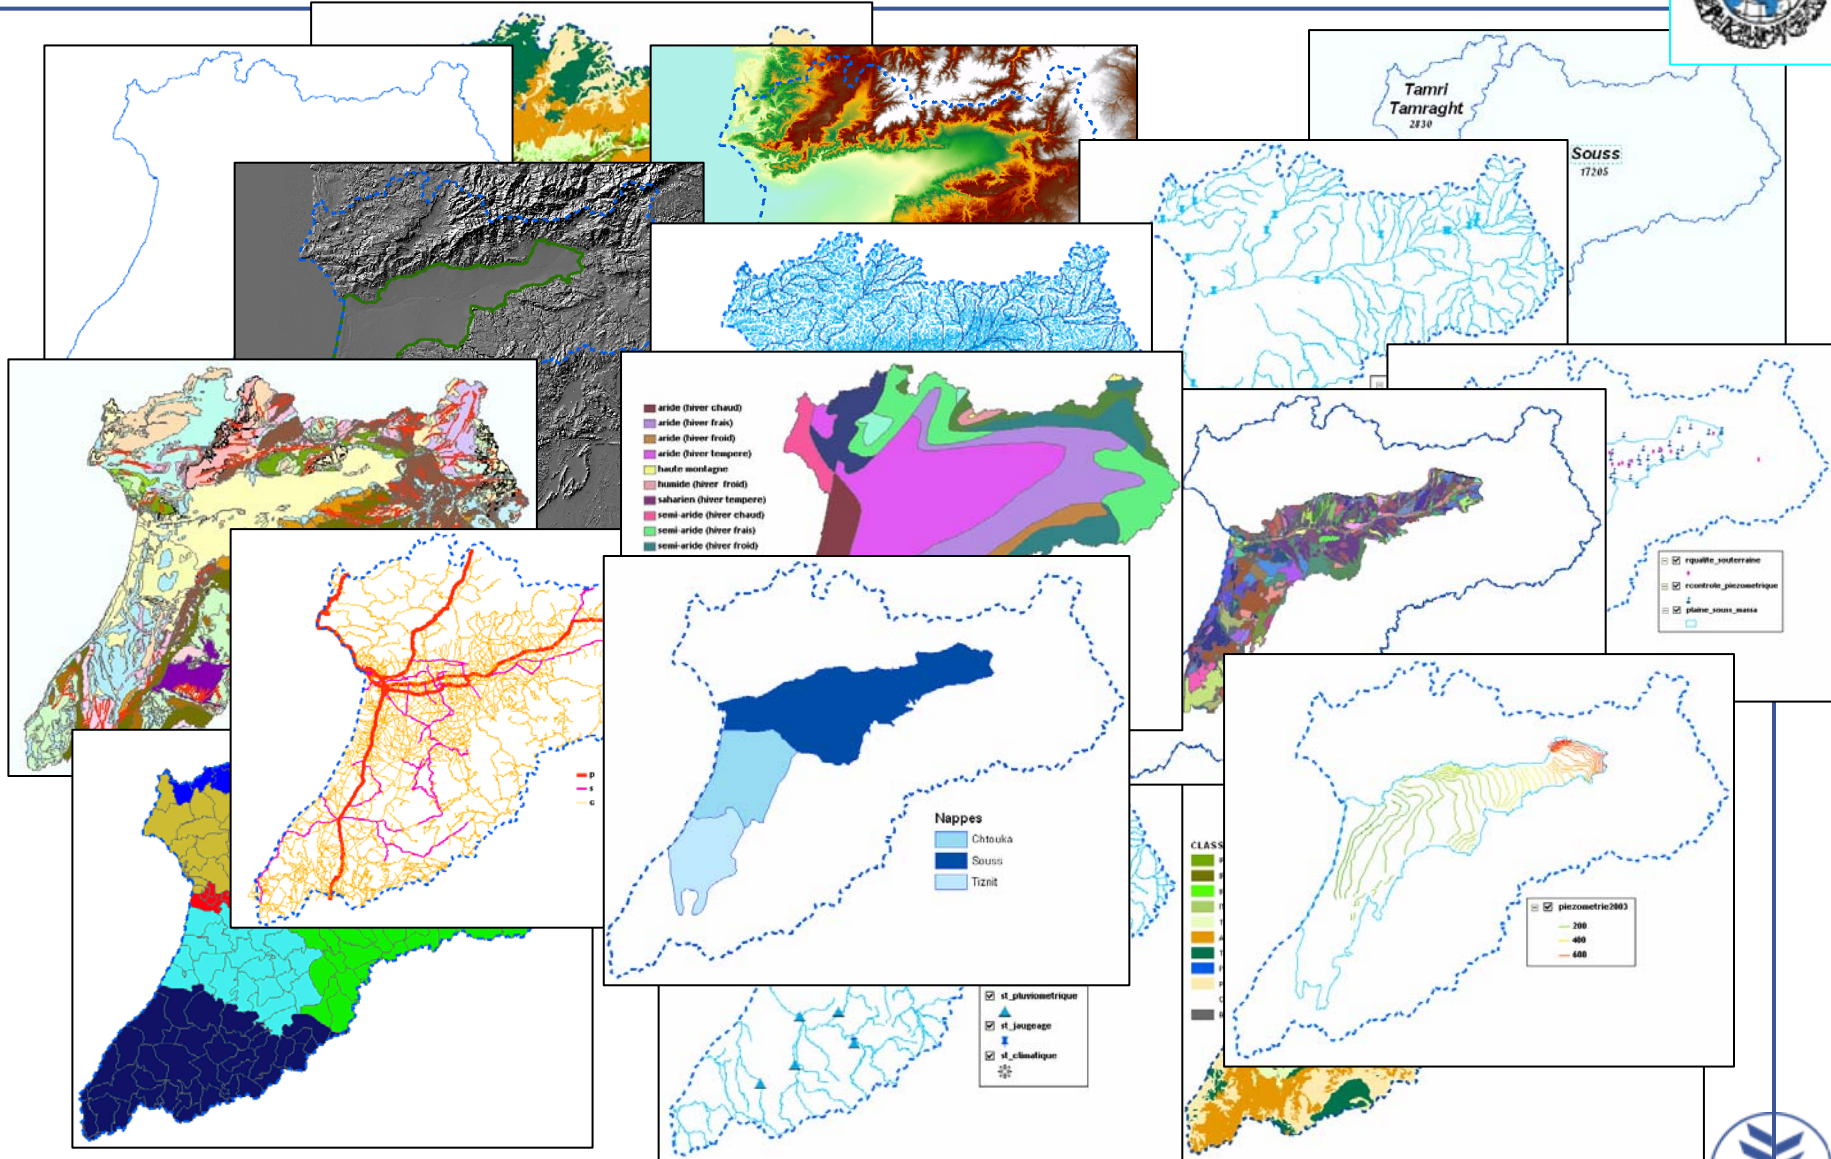 Tamri
Tamraght
2830
Souss
17205
aride (hiver chaud)
aride (hiver frais)
aride (hiver froid)
aride (hiver tempere)
haute montagne
humide (hiver froid)
saharien (hiver tempere)
semi-aride (hiver chaud)
semi-aride (hiver frais)
semi-aride (hiver froid)
rqualite_souterraine
rcontrole_piezometrique
plaine_souss_massa
P
S
Nappes
Chtouka
Souss
Tiznit
CLASS
piezometrie2003
200
400
600
st_pluviometrique
st_jaugeage
st_climatique